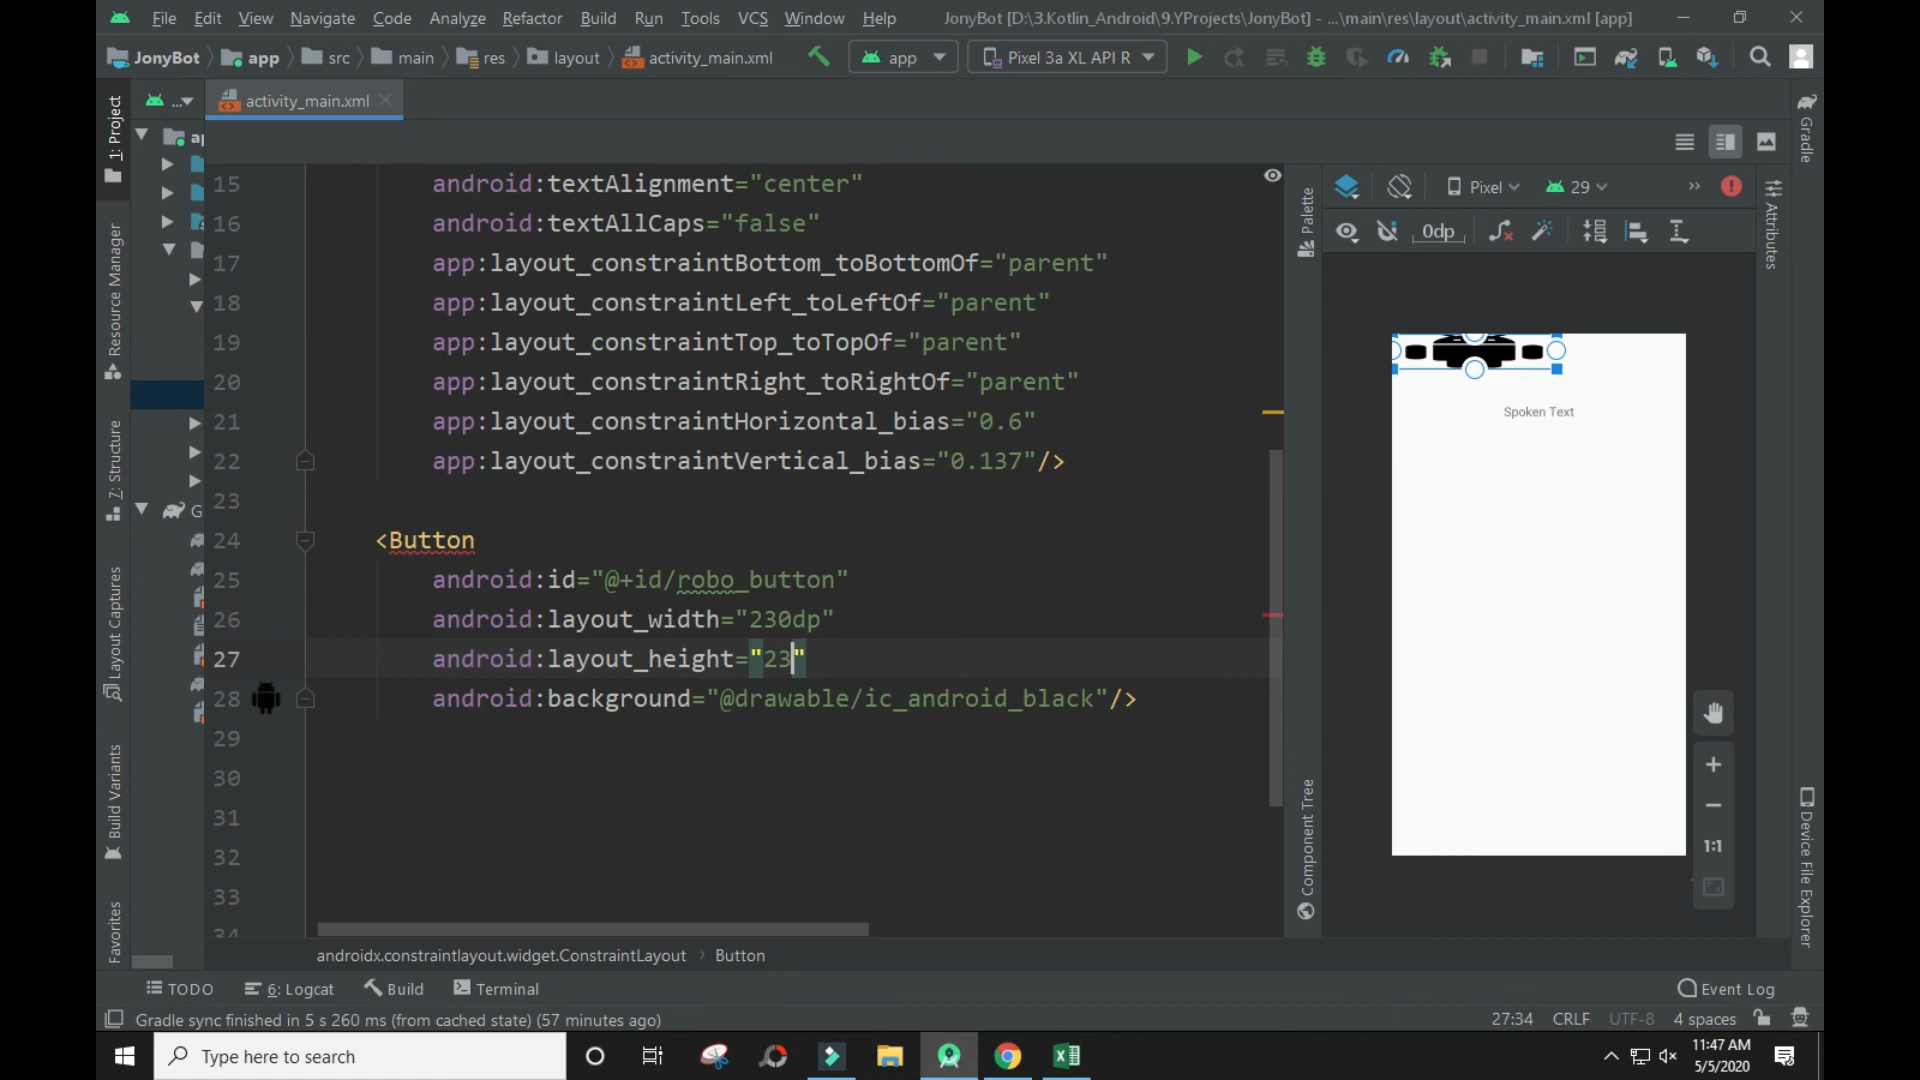 File Edit View Navigate Code Analyze Refactor Build Run Tools VCS Window Help JonyBot [D:\3.Kotlin_Android\9.YProjects\JonyBot] - ...\main\res\layout\activity_main.xml [app]
JonyBot app src main res layout activity_main.xml app Pixel 3a XL API R
... activity_main.xml
1: Project
Resource Manager
7: Structure
Layout Captures
Build Variants
Favorites
G
15 android:textAlignment="center"
16 android:textAllCaps="false"
17 app:layout_constraintBottom_toBottomOf="parent"
18 app:layout_constraintLeft_toLeftOf="parent"
19 app:layout_constraintTop_toTopOf="parent"
20 app:layout_constraintRight_toRightOf="parent"
21 app:layout_constraintHorizontal_bias="0.6"
22 app:layout_constraintVertical_bias="0.137"/>
23
24 <Button
25 android:id="@+id/robo_button"
26 android:layout_width="230dp"
27 android:layout_height="23"
28 android:background="@drawable/ic_android_black"/>
29
30
31
32
33
34
Palette
Component Tree
Pixel 29
0dp
Spoken Text
1:1
Gradle
Attributes
Device File Explorer
androidx.constraintlayout.widget.ConstraintLayout › Button
TODO 6: Logcat Build Terminal Event Log
Gradle sync finished in 5 s 260 ms (from cached state) (57 minutes ago) 27:34 CRLF UTF-8 4 spaces
Type here to search
11:47 AM
5/5/2020